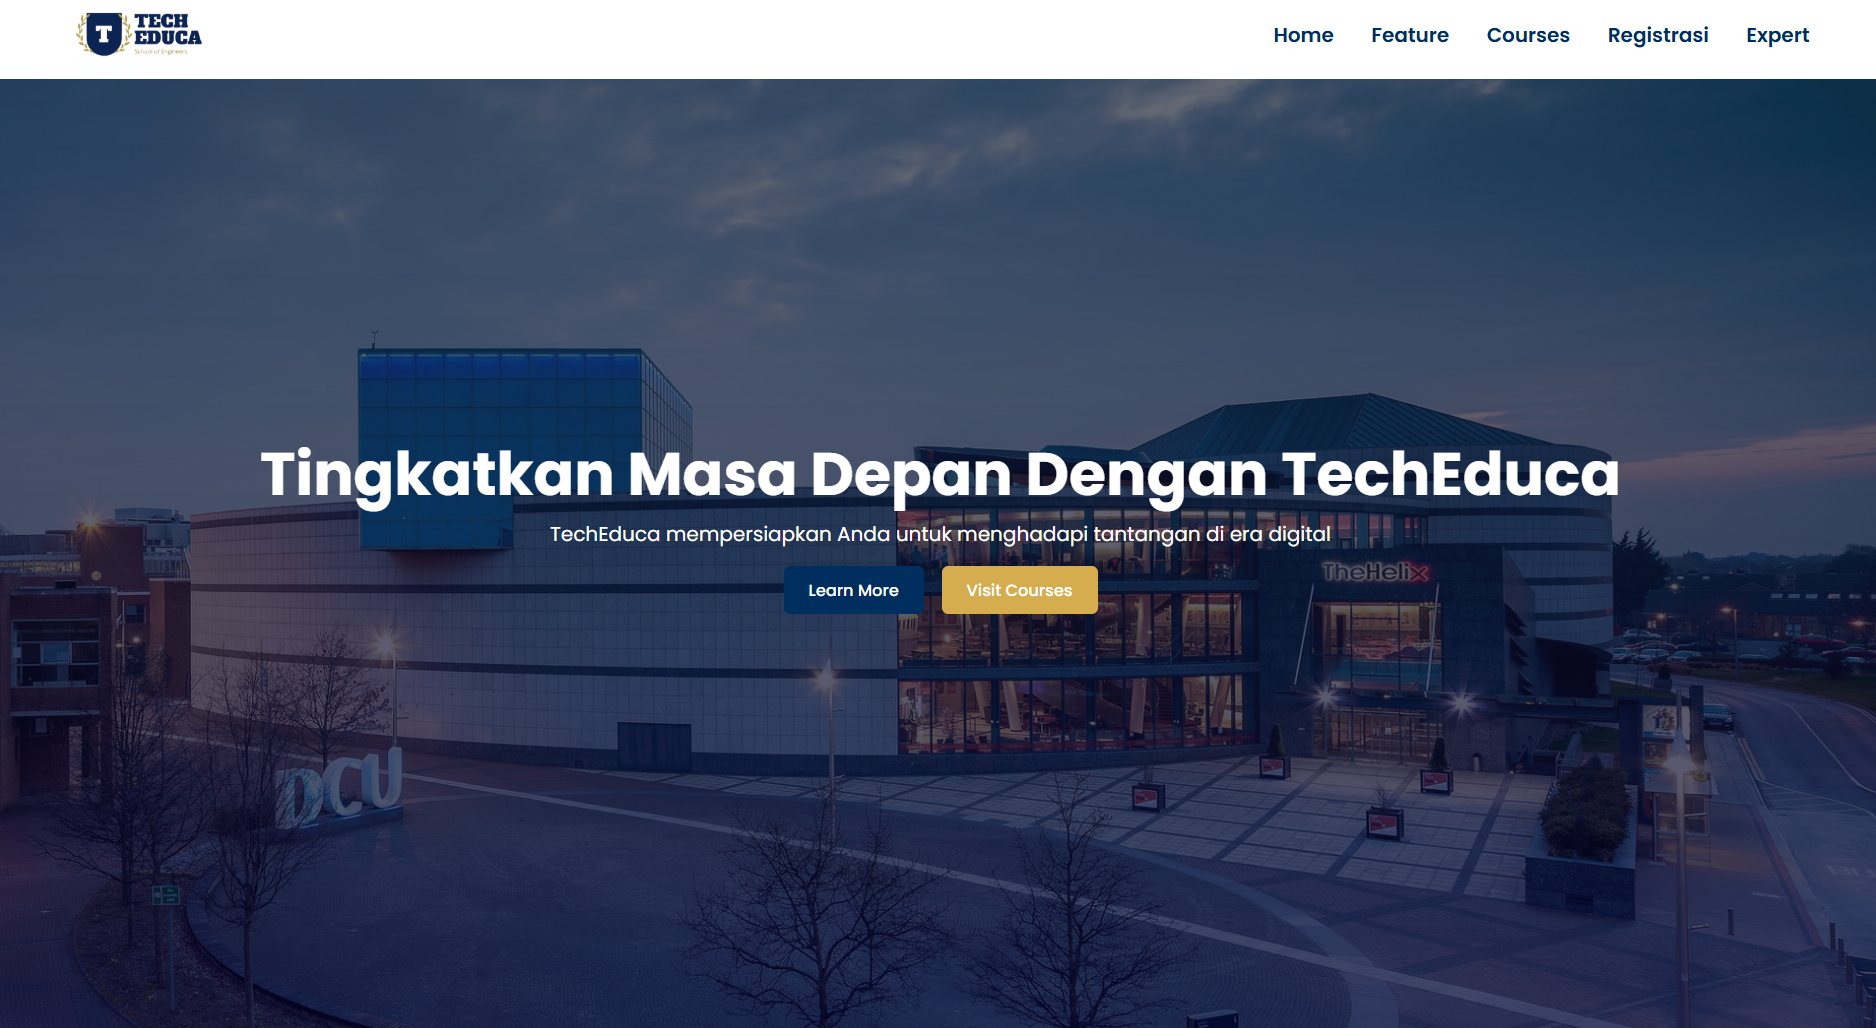 T
TECH
EDUCA
School of Engineers
Home
Feature
Courses
Registrasi
Expert
Tingkatkan Masa Depan Dengan TechEduca
TechEduca mempersiapkan Anda untuk menghadapi tantangan di era digital
Learn More
Visit Courses
TheHelix
DCU